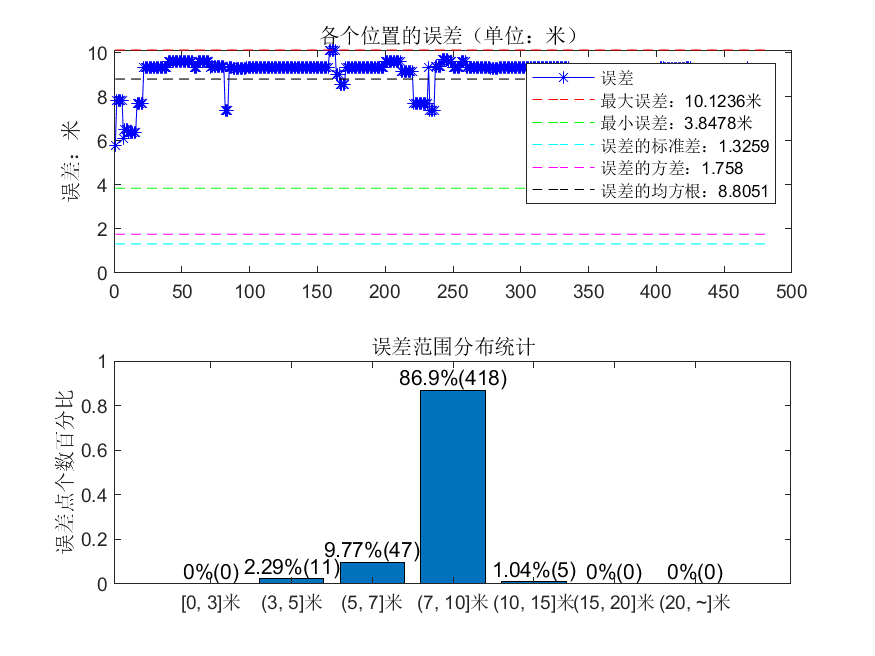 各个位置的误差（单位：米）
10
8
6
4
2
0
误差：米
误差
最大误差：10.1236米
最小误差：3.8478米
误差的标准差：1.3259
误差的方差：1.758
误差的均方根：8.8051
0 50 100 150 200 250 300 350 400 450 500
误差范围分布统计
1
0.8
0.6
0.4
0.2
0
误差点个数百分比
0%(0) 2.29%(11) 9.77%(47) 86.9%(418) 1.04%(5) 0%(0) 0%(0)
[0, 3]米 (3, 5]米 (5, 7]米 (7, 10]米 (10, 15]米 (15, 20]米 (20, ~]米